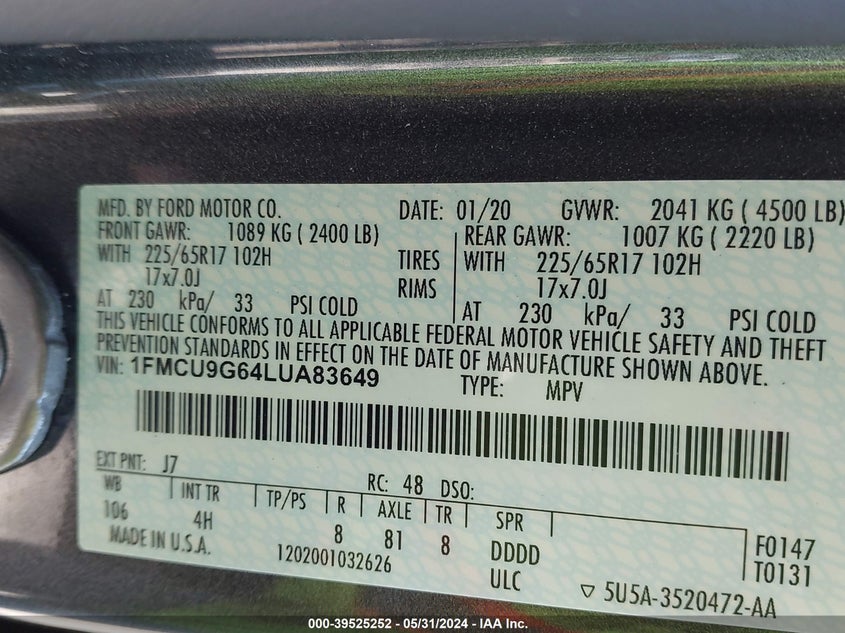 MFD. BY FORD MOTOR CO. DATE: 01/20 GVWR: 2041 KG ( 4500 LB)
FRONT GAWR: 1089 KG ( 2400 LB) REAR GAWR: 1007 KG ( 2220 LB)
WITH 225/65R17 102H TIRES WITH 225/65R17 102H
17x7.0J RIMS 17x7.0J
AT 230 kPa/ 33 PSI COLD AT 230 kPa/ 33 PSI COLD
THIS VEHICLE CONFORMS TO ALL APPLICABLE FEDERAL MOTOR VEHICLE SAFETY AND THEFT
PREVENTION STANDARDS IN EFFECT ON THE DATE OF MANUFACTURE SHOWN ABOVE.
VIN: 1FMCU9G64LUA83649 TYPE: MPV
EXT PNT: J7 RC: 48 DSO:
WB INT TR TP/PS R AXLE TR SPR
106 4H 8 81 8 DDDD F0147
MADE IN U.S.A. 1202001032626 ULC T0131
▽ 5U5A-3520472-AA
000-39525252 - 05/31/2024 - IAA Inc.